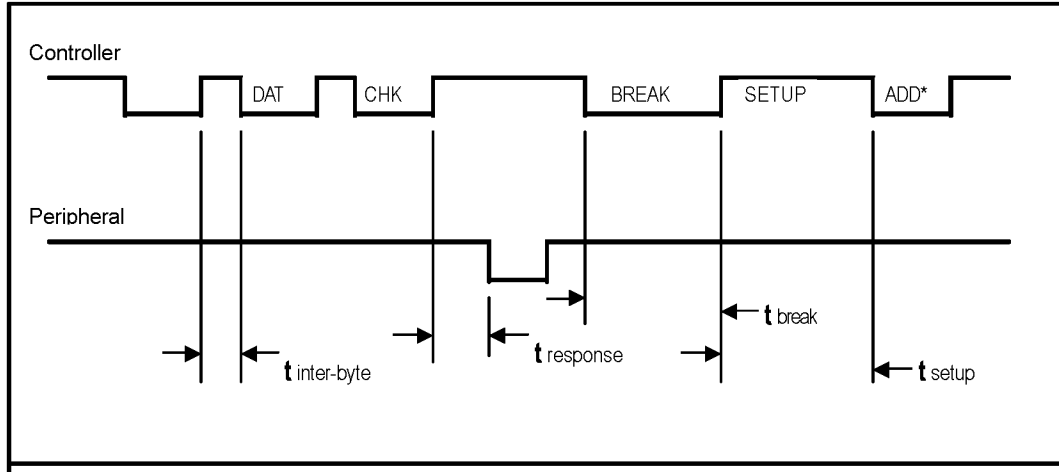 Controller
DAT CHK BREAK SETUP ADD*
Peripheral
t break
t response
t inter-byte
t setup